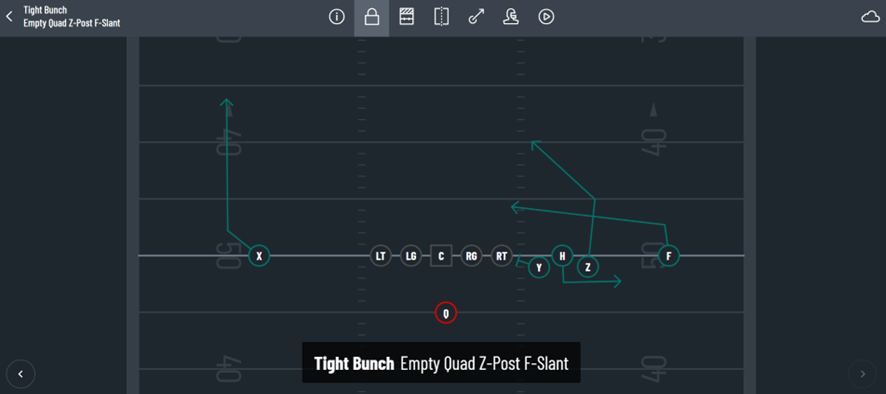 Tight Bunch
Empty Quad Z-Post F-Slant
40
40
50 X LT LG C RG RT Y H Z F 50
Q
40
40
Tight Bunch Empty Quad Z-Post F-Slant